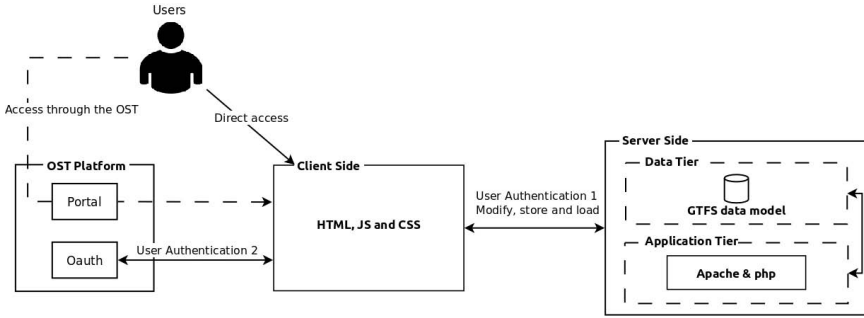 Users
Access through the OST
Direct access
OST Platform
Portal
Oauth
User Authentication 2
Client Side
HTML, JS and CSS
User Authentication 1
Modify, store and load
Server Side
Data Tier
GTFS data model
Application Tier
Apache & php